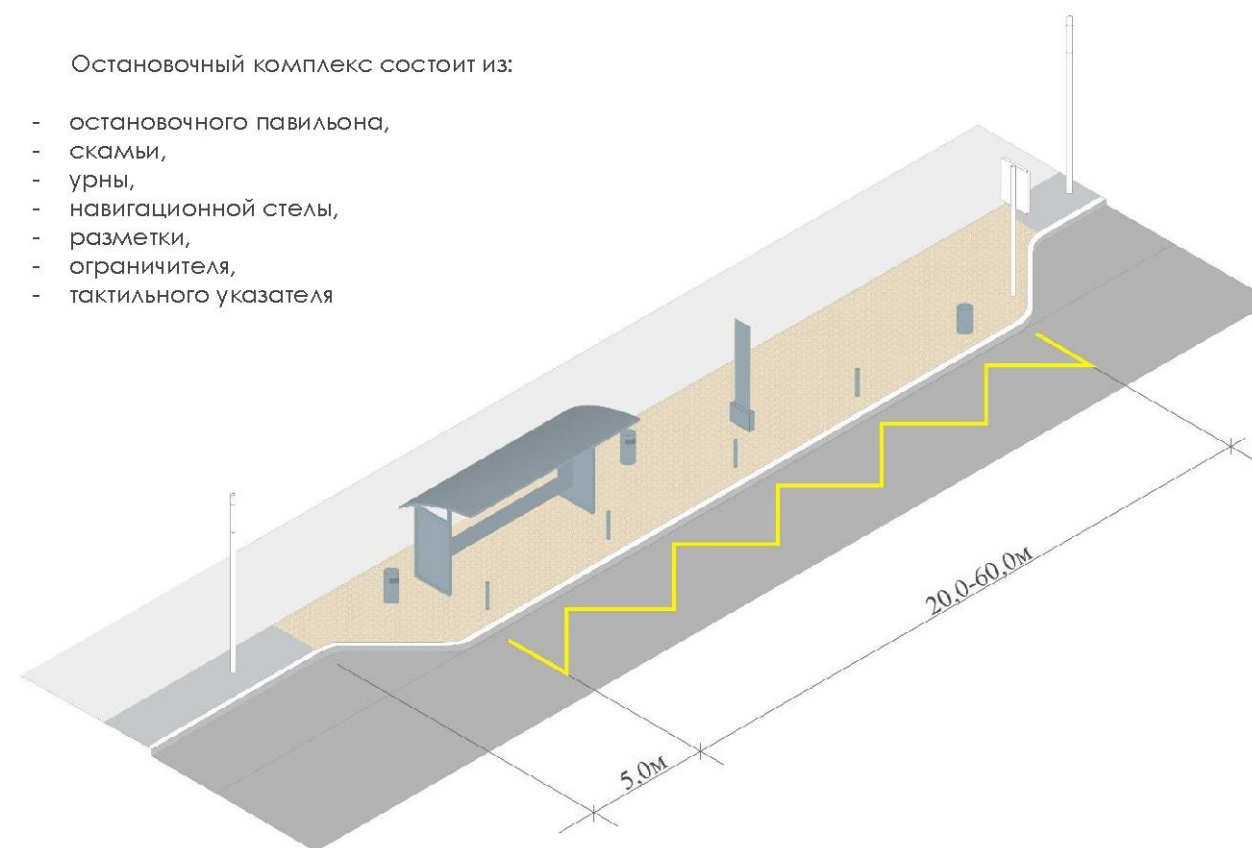 Остановочный комплекс состоит из:
- остановочного павильона,
- скамьи,
- урны,
- навигационной стелы,
- разметки,
- ограничителя,
- тактильного указателя
20,0-60,0м
5,0м